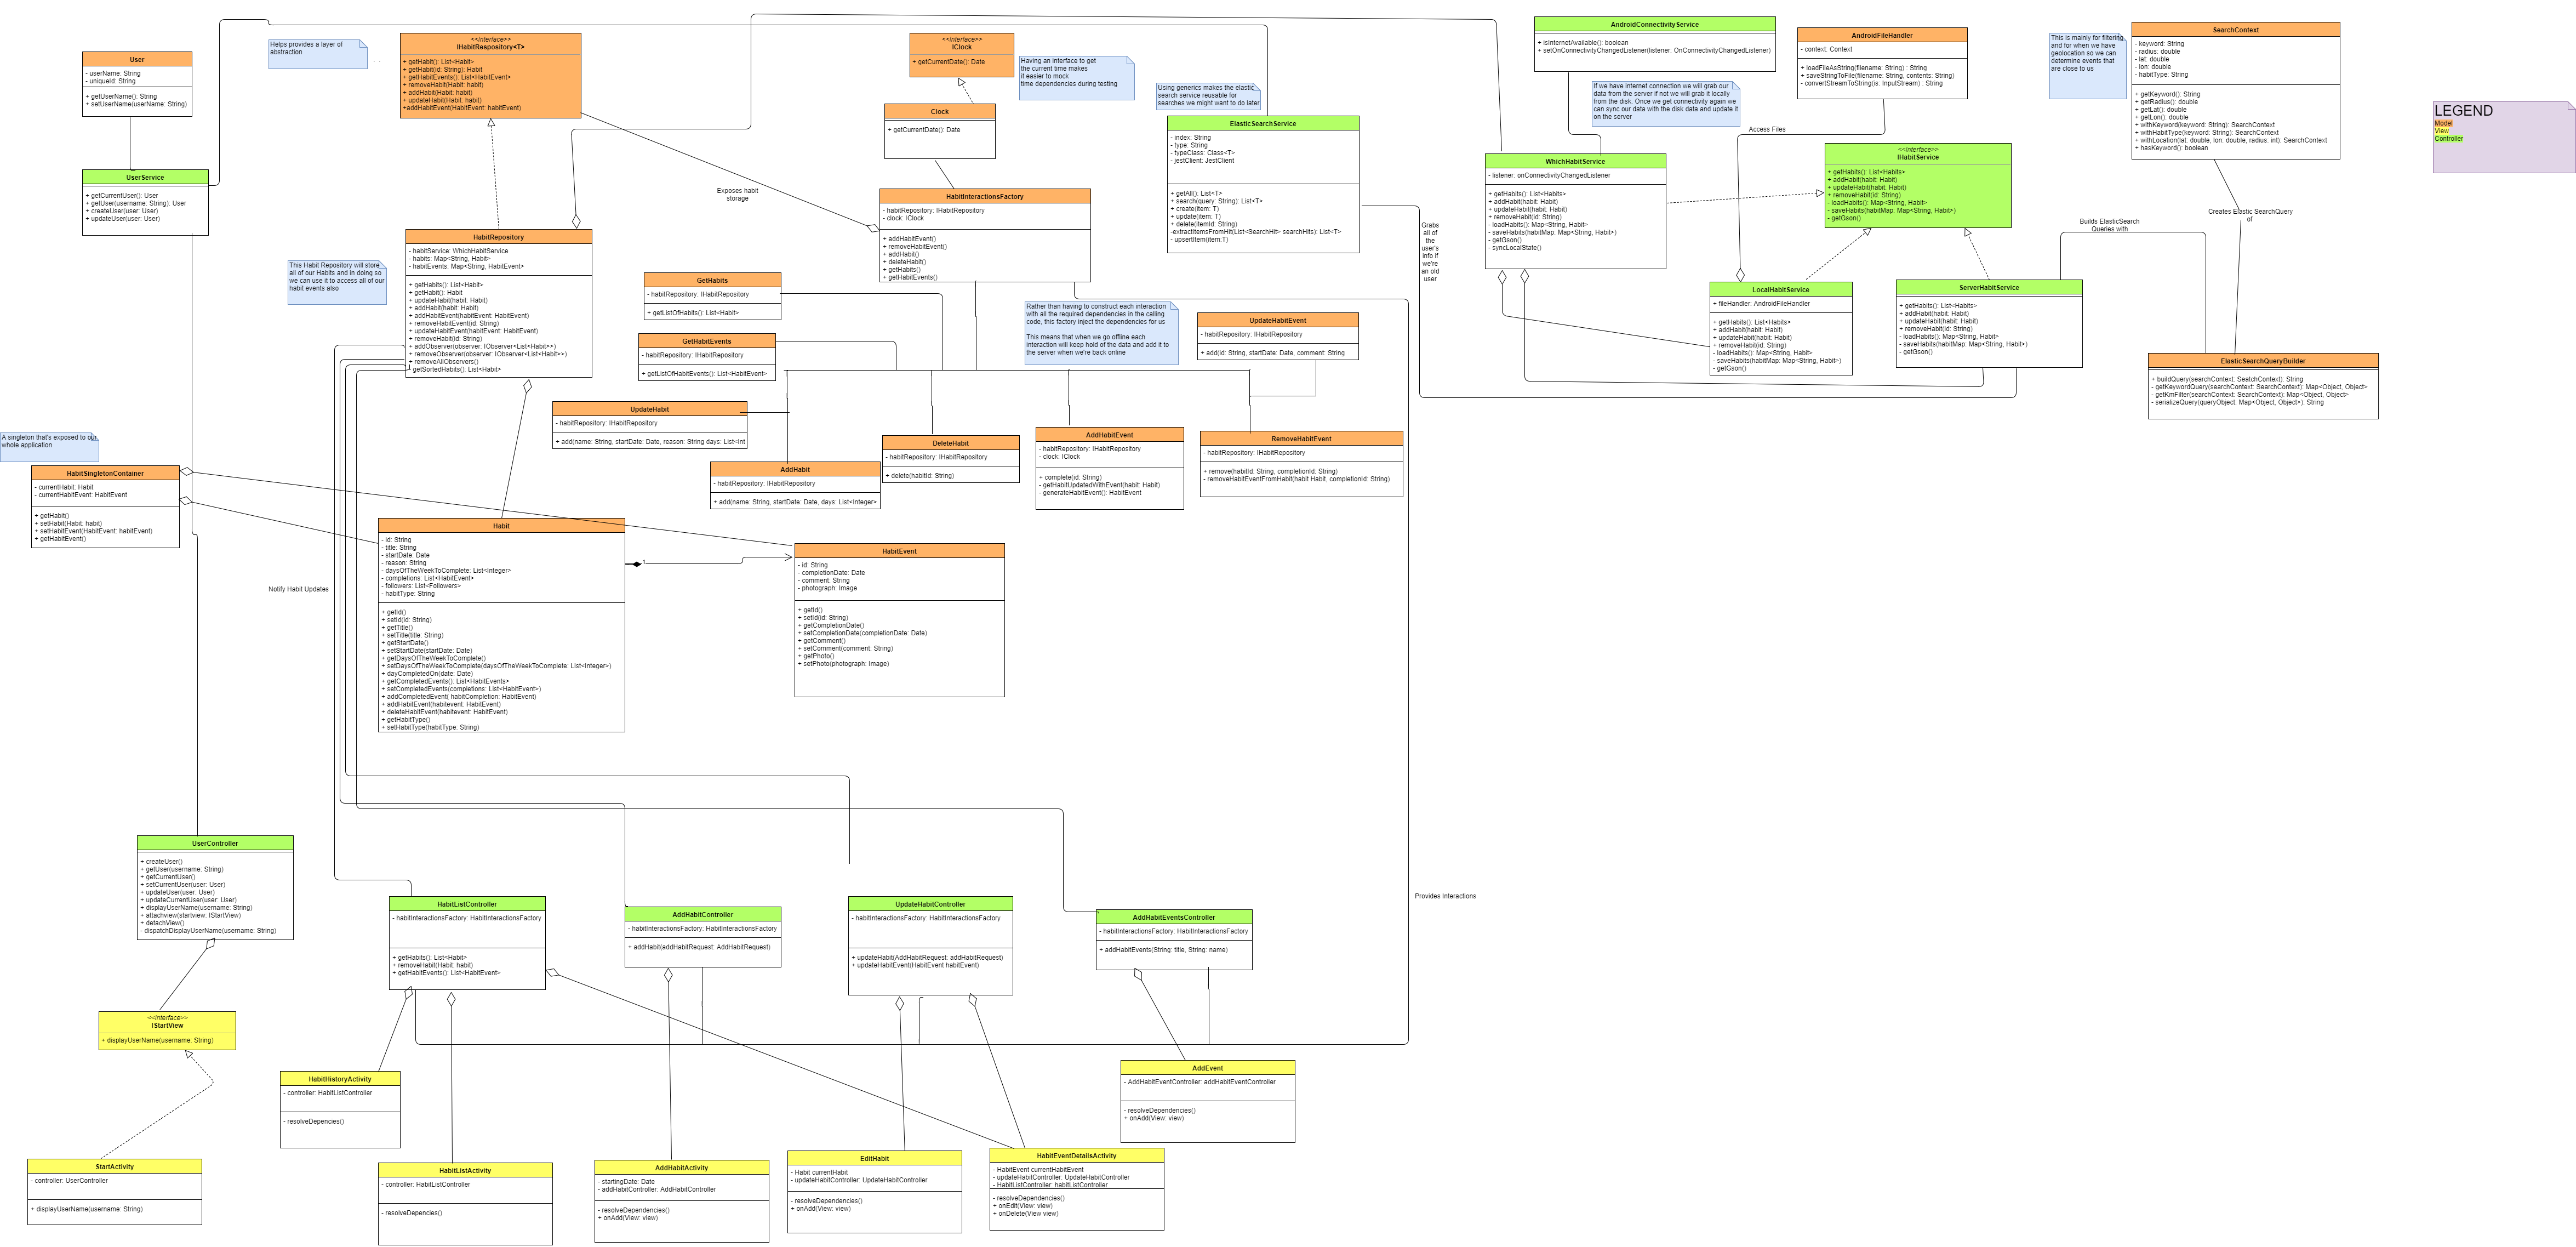 User
- userName: String
- uniqueId: String
+ getUserName(): String
+ setUserName(userName: String)
Helps provides a layer of
abstraction
<<Interface>>
IHabitRespository<T>
+ getHabit(): List<Habit>
+ getHabit(id: String): Habit
+ getHabitEvents(): List<HabitEvent>
+ removeHabit(Habit: habit)
+ addHabit(Habit: habit)
+ updateHabit(Habit: habit)
+addHabitEvent(HabitEvent: habitEvent)
<<Interface>>
IClock
+ getCurrentDate(): Date
Having an interface to get
the current time makes
it easier to mock
time dependencies during testing
Clock
+ getCurrentDate(): Date
Using generics makes the elastic
search service reusable for
searches we might want to do later
ElasticSearchService
- index: String
- type: String
- typeClass: Class<T>
- jestClient: JestClient
+ getAll(): List<T>
+ search(query: String): List<T>
+ create(item: T)
+ update(item: T)
+ delete(itemId: String)
-extractItemsFromHit(List<SearchHit> searchHits): List<T>
- upsertItem(item:T)
AndroidConnectivityService
+ isInternetAvailable(): boolean
+ setOnConnectivityChangedListener(listener: OnConnectivityChangedListener)
If we have internet connection we will grab our
data from the server if not we will grab it locally
from the disk. Once we get connectivity again we
can sync our data with the disk data and update it
on the server
AndroidFileHandler
- context: Context
+ loadFileAsString(filename: String) : String
+ saveStringToFile(filename: String, contents: String)
- convertStreamToString(is: InputStream) : String
Access Files
This is mainly for filtering
and for when we have
geolocation so we can
determine events that
are close to us
SearchContext
- keyword: String
- radius: double
- lat: double
- lon: double
- habitType: String
+ getKeyword(): String
+ getRadius(): double
+ getLat(): double
+ getLon(): double
+ withKeyword(keyword: String): SearchContext
+ withHabitType(keyword: String): SearchContext
+ withLocation(lat: double, lon: double, radius: int): SearchContext
+ hasKeyword(): boolean
LEGEND
Model
View
Controller
UserService
+ getCurrentUser(): User
+ getUser(username: String): User
+ createUser(user: User)
+ updateUser(user: User)
Exposes habit
storage
HabitInteractionsFactory
- habitRepository: IHabitRepository
- clock: IClock
+ addHabitEvent()
+ removeHabitEvent()
+ addHabit()
+ deleteHabit()
+ getHabits()
+ getHabitEvents()
WhichHabitService
- listener: onConnectivityChangedListener
+ getHabits(): List<Habits>
+ addHabit(habit: Habit)
+ updateHabit(habit: Habit)
+ removeHabit(id: String)
- loadHabits(): Map<String, Habit>
- saveHabits(habitMap: Map<String, Habit>)
- getGson()
- syncLocalState()
<<Interface>>
IHabitService
+ getHabits(): List<Habits>
+ addHabit(habit: Habit)
+ updateHabit(habit: Habit)
+ removeHabit(id: String)
- loadHabits(): Map<String, Habit>
- saveHabits(habitMap: Map<String, Habit>)
- getGson()
Creates Elastic SearchQuery
of
Builds ElasticSearch
Queries with
Grabs
all of
the
user's
info if
we're
an old
user
HabitRepository
- habitService: WhichHabitService
- habits: Map<String, Habit>
- habitEvents: Map<String, HabitEvent>
+ getHabits(): List<Habit>
+ getHabit(): Habit
+ updateHabit(habit: Habit)
+ addHabit(habit: Habit)
+ addHabitEvent(habitEvent: HabitEvent)
+ removeHabitEvent(id: String)
+ updateHabitEvent(habitEvent: HabitEvent)
+ removeHabit(id: String)
+ addObserver(observer: IObserver<List<Habit>>)
+ removeObserver(observer: IObserver<List<Habit>>)
+ removeAllObservers()
getSortedHabits(): List<Habit>
This Habit Repository will store
all of our Habits and in doing so
we can use it to access all of our
habit events also
GetHabits
- habitRepository: IHabitRepository
+ getListOfHabits(): List<Habit>
GetHabitEvents
- habitRepository: IHabitRepository
+ getListOfHabitEvents(): List<HabitEvent>
Rather than having to construct each interaction
with all the required dependencies in the calling
code, this factory inject the dependencies for us
This means that when we go offline each
interaction will keep hold of the data and add it to
the server when we're back online
UpdateHabitEvent
- habitRepository: IHabitRepository
+ add(id: String, startDate: Date, comment: String
LocalHabitService
+ fileHandler: AndroidFileHandler
+ getHabits(): List<Habits>
+ addHabit(habit: Habit)
+ updateHabit(habit: Habit)
+ removeHabit(id: String)
- loadHabits(): Map<String, Habit>
- saveHabits(habitMap: Map<String, Habit>)
- getGson()
ServerHabitService
+ getHabits(): List<Habits>
+ addHabit(habit: Habit)
+ updateHabit(habit: Habit)
+ removeHabit(id: String)
- loadHabits(): Map<String, Habit>
- saveHabits(habitMap: Map<String, Habit>)
- getGson()
ElasticSearchQueryBuilder
+ buildQuery(searchContext: SeatchContext): String
- getKeywordQuery(searchContext: SearchContext): Map<Object, Object>
- getKmFilter(searchContext: SearchContext): Map<Object, Object>
- serializeQuery(queryObject: Map<Object, Object>): String
UpdateHabit
- habitRepository: IHabitRepository
+ add(name: String, startDate: Date, reason: String days: List<Int
AddHabit
- habitRepository: IHabitRepository
+ add(name: String, startDate: Date, days: List<Integer>
DeleteHabit
- habitRepository: IHabitRepository
+ delete(habitId: String)
AddHabitEvent
- habitRepository: IHabitRepository
- clock: IClock
+ complete(id: String)
- getHabitUpdatedWithEvent(habit: Habit)
- generateHabitEvent(): HabitEvent
RemoveHabitEvent
- habitRepository: IHabitRepository
+ remove(habitId: String, completionId: String)
- removeHabitEventFromHabit(habit Habit, completionId: String)
A singleton that's exposed to our
whole application
HabitSingletonContainer
- currentHabit: Habit
- currentHabitEvent: HabitEvent
+ getHabit()
+ setHabit(Habit: habit)
+ setHabitEvent(HabitEvent: habitEvent)
+ getHabitEvent()
Habit
- id: String
- title: String
- startDate: Date
- reason: String
- daysOfTheWeekToComplete: List<Integer>
- completions: List<HabitEvent>
- followers: List<Followers>
- habitType: String
+ getId()
+ setId(id: String)
+ getTitle()
+ setTitle(title: String)
+ getStartDate()
+ setStartDate(startDate: Date)
+ getDaysOfTheWeekToComplete()
+ setDaysOfTheWeekToComplete(daysOfTheWeekToComplete: List<Integer>)
+ dayCompletedOn(date: Date)
+ getCompletedEvents(): List<HabitEvents>
+ setCompletedEvents(completions: List<HabitEvent>)
+ addCompletedEvent( habitCompletion: HabitEvent)
+ addHabitEvent(habitevent: HabitEvent)
+ deleteHabitEvent(habitevent: HabitEvent)
+ getHabitType()
+ setHabitType(habitType: String)
1
HabitEvent
- id: String
- completionDate: Date
- comment: String
- photograph: Image
+ getId()
+ setId(id: String)
+ getCompletionDate()
+ setCompletionDate(completionDate: Date)
+ getComment()
+ setComment(comment: String)
+ getPhoto()
+ setPhoto(photograph: Image)
Notify Habit Updates
UserController
+ createUser()
+ getUser(username: String)
+ getCurrentUser()
+ setCurrentUser(user: User)
+ updateUser(user: User)
+ updateCurrentUser(user: User)
+ displayUserName(username: String)
+ attachview(startview: IStartView)
+ detachView()
- dispatchDisplayUserName(username: String)
HabitListController
- habitInteractionsFactory: HabitInteractionsFactory
+ getHabits(): List<Habit>
+ removeHabit(Habit: habit)
+ getHabitEvents(): List<HabitEvent>
AddHabitController
- habitInteractionsFactory: HabitInteractionsFactory
+ addHabit(addHabitRequest: AddHabitRequest)
UpdateHabitController
- habitInteractionsFactory: HabitInteractionsFactory
+ updateHabit(AddHabitRequest: addHabitRequest)
+ updateHabitEvent(HabitEvent habitEvent)
AddHabitEventsController
- habitInteractionsFactory: HabitInteractionsFactory
+ addHabitEvents(String: title, String: name)
Provides Interactions
<<Interface>>
IStartView
+ displayUserName(username: String)
HabitHistoryActivity
- controller: HabitListController
- resolveDepencies()
AddEvent
- AddHabitEventController: addHabitEventController
- resolveDependencies()
+ onAdd(View: view)
StartActivity
- controller: UserController
+ displayUserName(username: String)
HabitListActivity
- controller: HabitListController
- resolveDepencies()
AddHabitActivity
- startingDate: Date
- addHabitController: AddHabitController
- resolveDependencies()
+ onAdd(View: view)
EditHabit
- Habit currentHabit
- updateHabitController: UpdateHabitController
- resolveDependencies()
+ onAdd(View: view)
HabitEventDetailsActivity
- HabitEvent currentHabitEvent
- updateHabitController: UpdateHabitController
- HabitListController: habitListController
- resolveDependencies()
+ onEdit(View: view)
+ onDelete(View view)